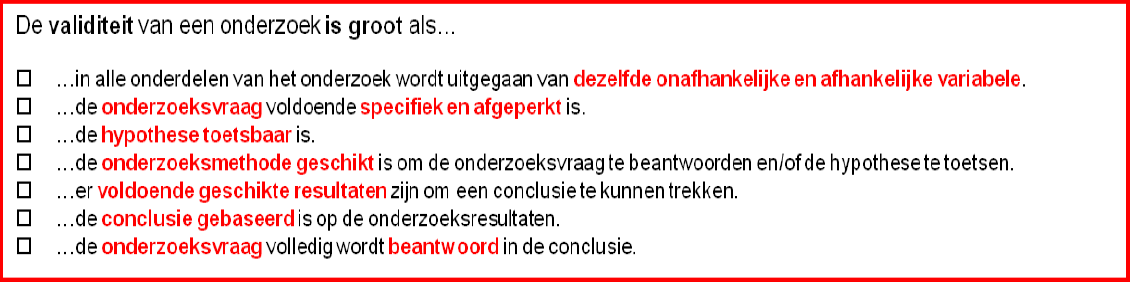 De validiteit van een onderzoek is groot als...
☐ ...in alle onderdelen van het onderzoek wordt uitgegaan van dezelfde onafhankelijke en afhankelijke variabele.
☐ ...de onderzoeksvraag voldoende specifiek en afgeperkt is.
☐ ...de hypothese toetsbaar is.
☐ ...de onderzoeksmethode geschikt is om de onderzoeksvraag te beantwoorden en/of de hypothese te toetsen.
☐ ...er voldoende geschikte resultaten zijn om een conclusie te kunnen trekken.
☐ ...de conclusie gebaseerd is op de onderzoeksresultaten.
☐ ...de onderzoeksvraag volledig wordt beantwoord in de conclusie.